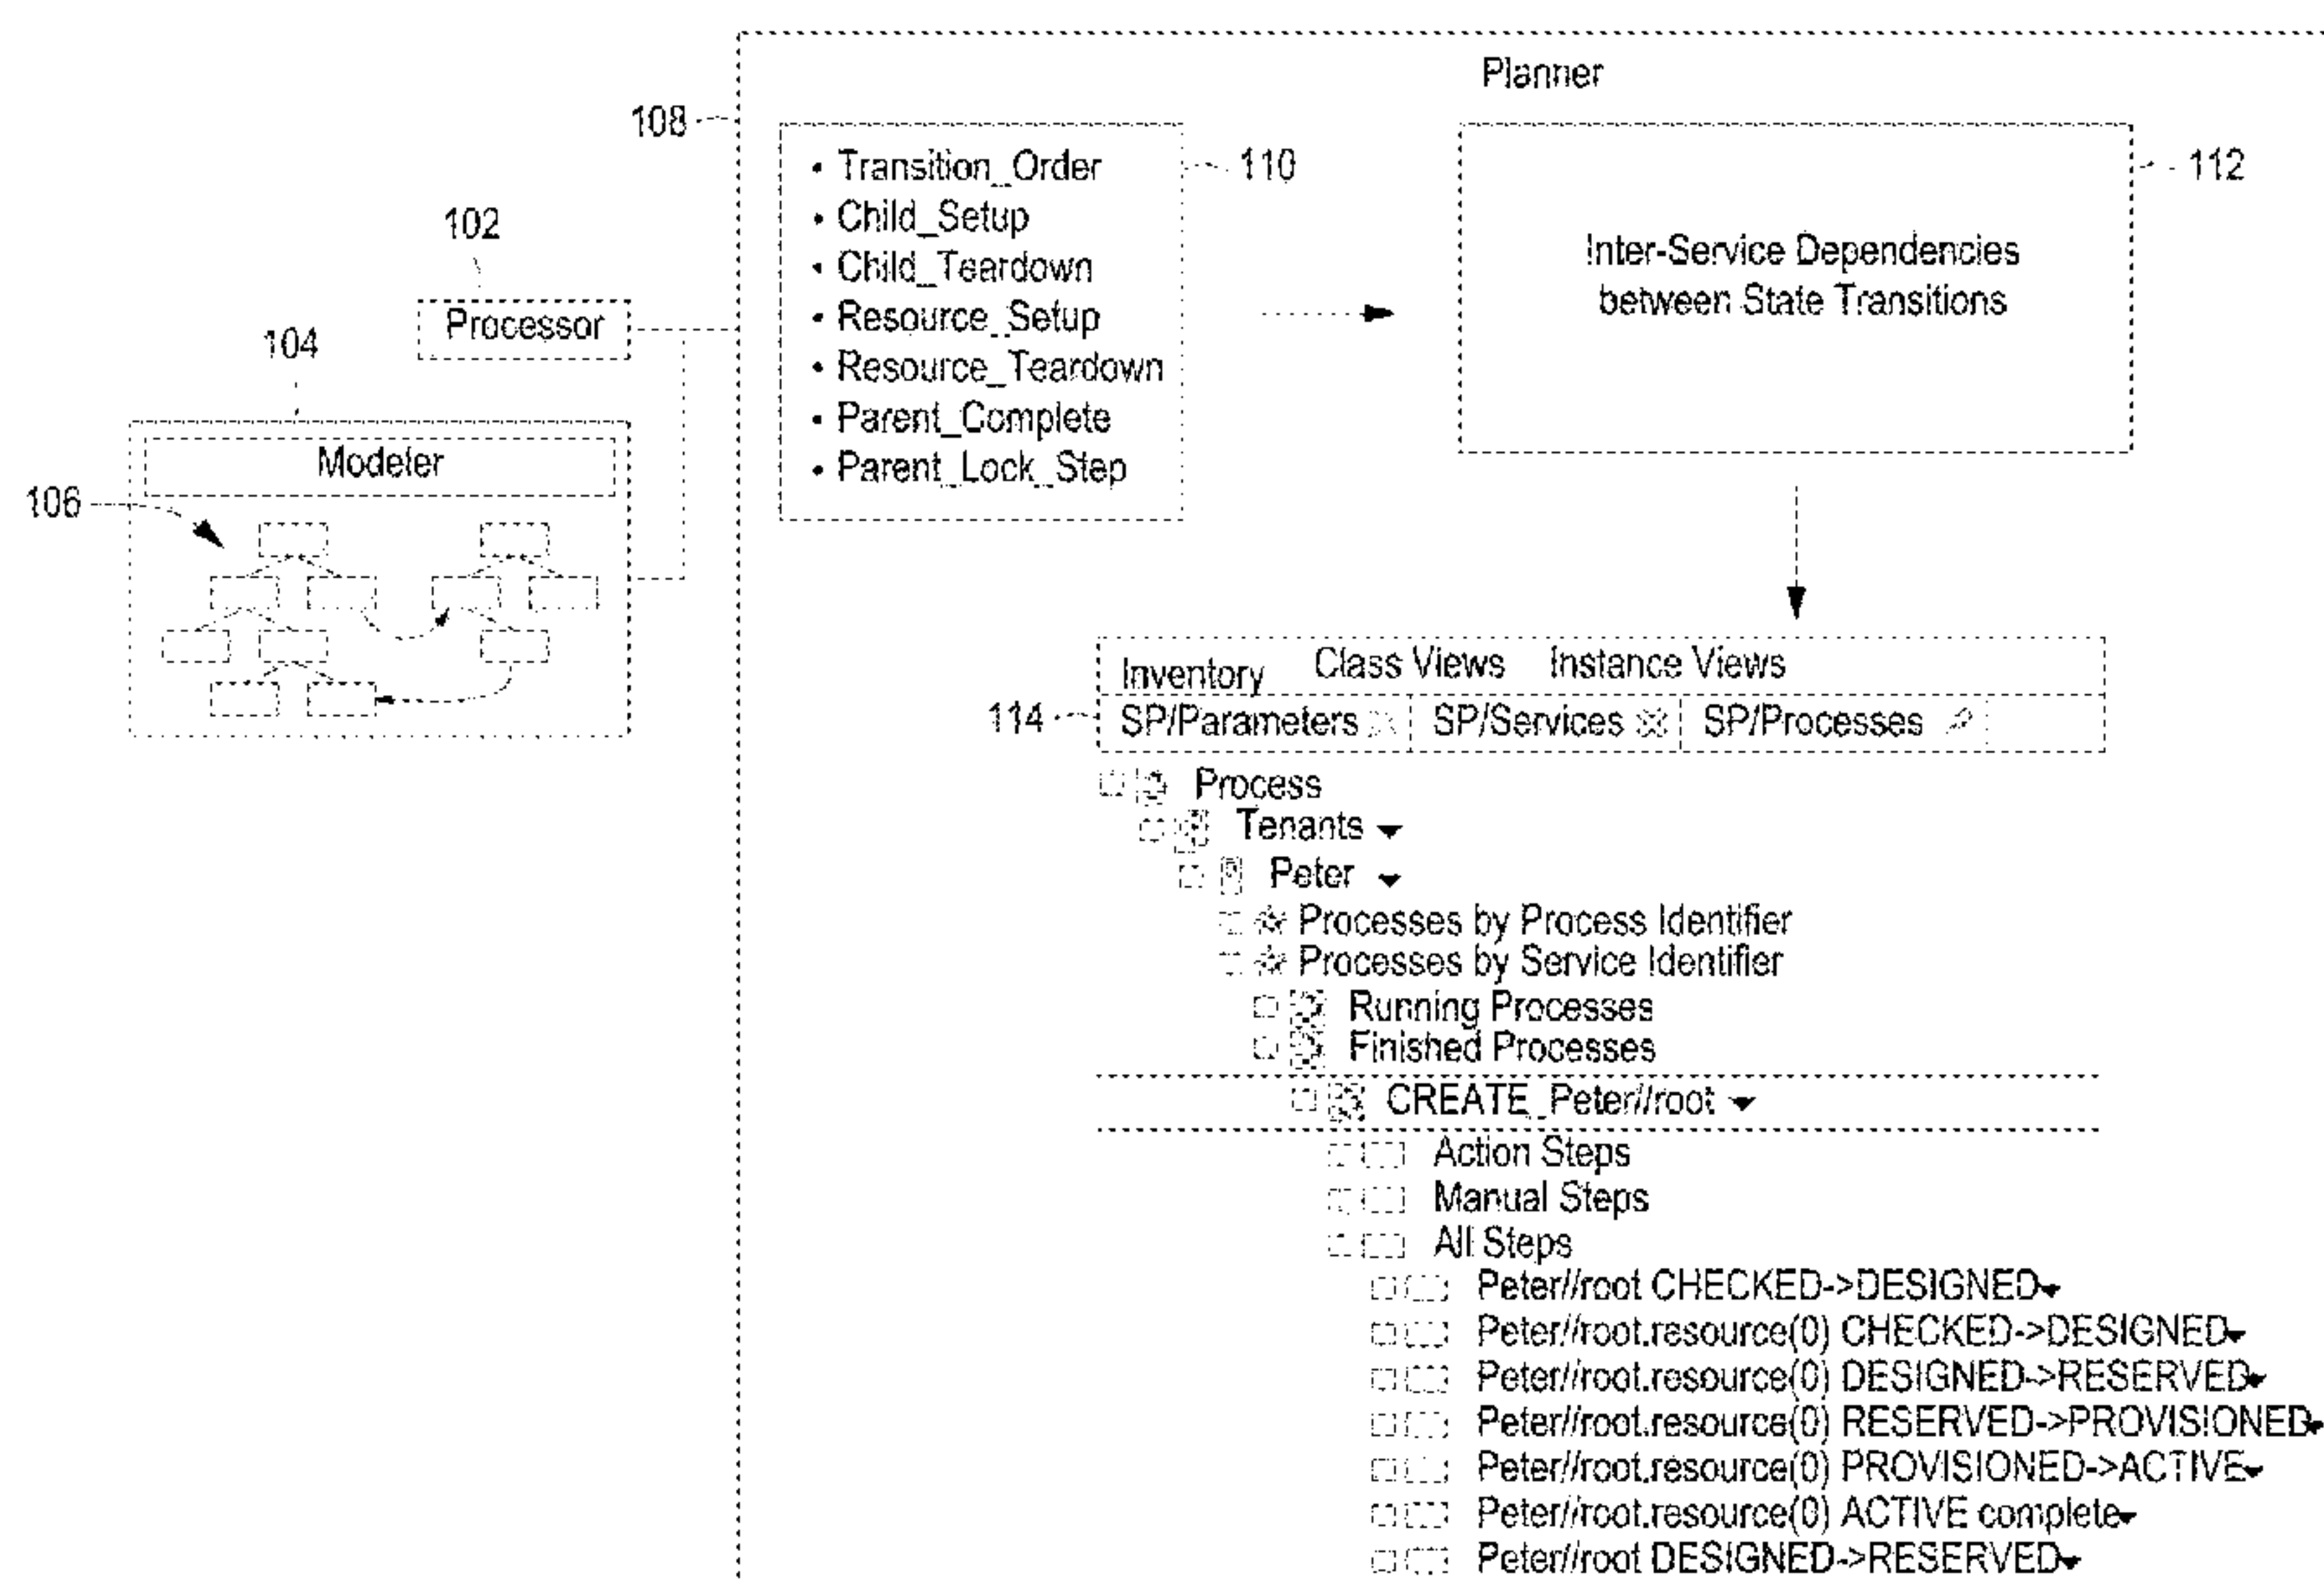 Planner
108
Transition_Order
110
112
Child_Setup
102
Child_Teardown
Inter-Service Dependencies
between State Transitions
Processor
Resource_Setup
104
Resource_Teardown
Parent_Complete
Modeler
Parent_Lock_Step
106
Inventory Class Views Instance Views
114
SP/Parameters SP/Services SP/Processes
Process
Tenants
Peter
Processes by Process Identifier
Processes by Service Identifier
Running Processes
Finished Processes
CREATE_Peter//root
Action Steps
Manual Steps
All Steps
Peter//root CHECKED->DESIGNED
Peter//root.resource(0) CHECKED->DESIGNED
Peter//root.resource(0) DESIGNED->RESERVED
Peter//root.resource(0) RESERVED->PROVISIONED
Peter//root.resource(0) PROVISIONED->ACTIVE
Peter//root.resource(0) ACTIVE complete
Peter//root DESIGNED->RESERVED